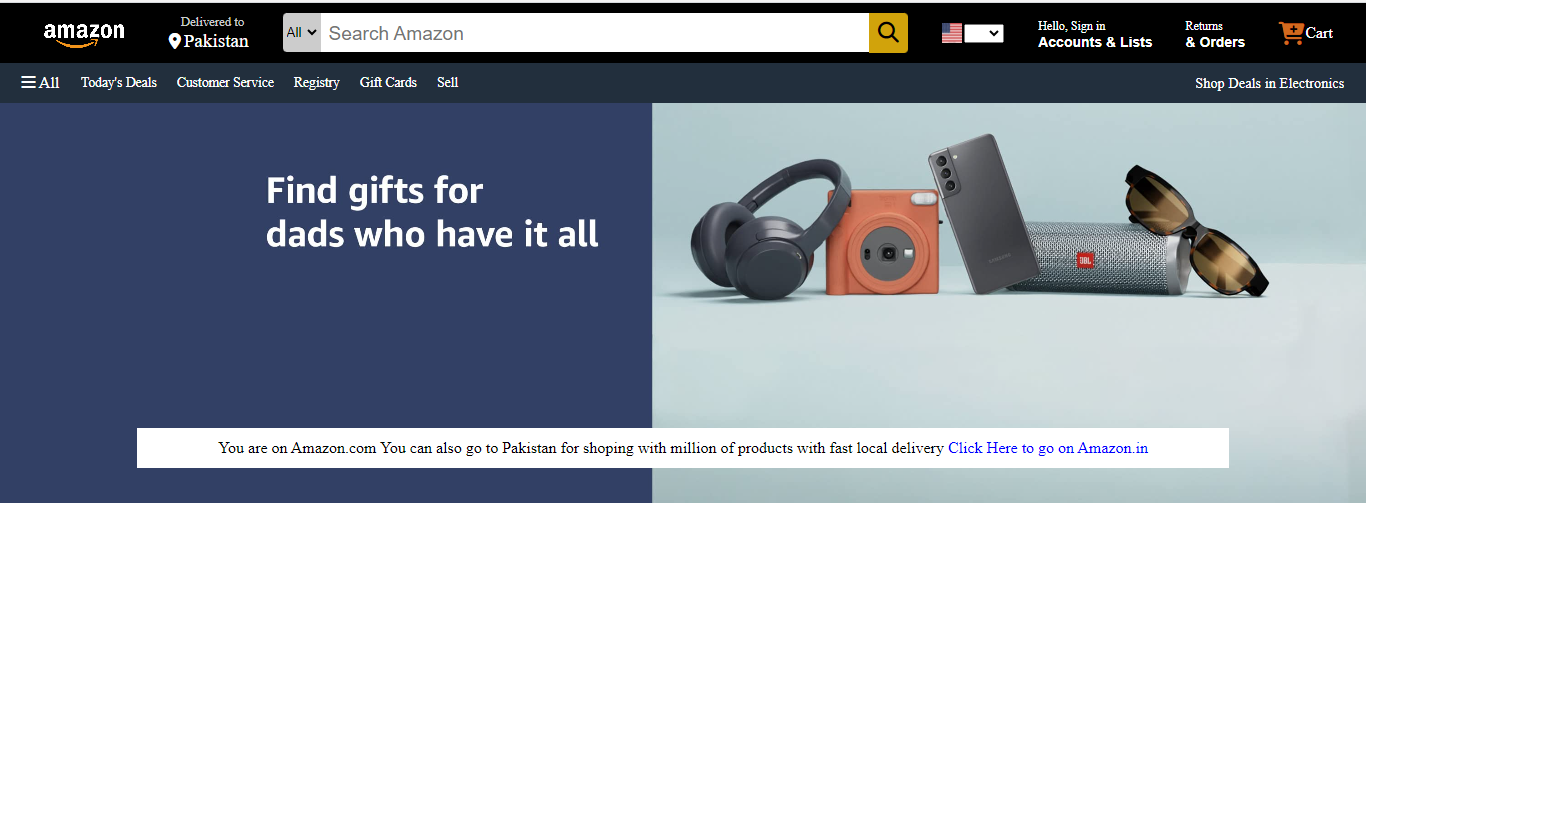 amazon
Delivered to
Pakistan
All
Search Amazon
Hello, Sign in
Accounts & Lists
Returns
& Orders
Cart
All Today's Deals Customer Service Registry Gift Cards Sell Shop Deals in Electronics
Find gifts for
dads who have it all
SAMSUNG
JBL
You are on Amazon.com You can also go to Pakistan for shoping with million of products with fast local delivery Click Here to go on Amazon.in